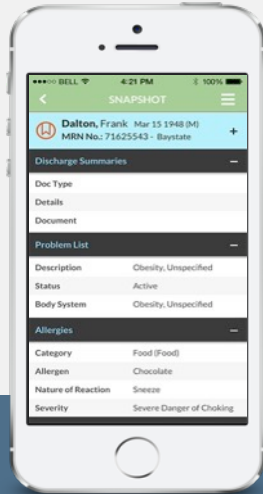 BELL 4:21 PM 100%
SNAPSHOT
Dalton, Frank Mar 15 1948 (M)
MRN No.: 71625543 - Baystate +
Discharge Summaries –
Doc Type
Details
Document
Problem List –
Description Obesity, Unspecified
Status Active
Body System Obesity, Unspecified
Allergies –
Category Food (Food)
Allergen Chocolate
Nature of Reaction Sneeze
Severity Severe Danger of Choking